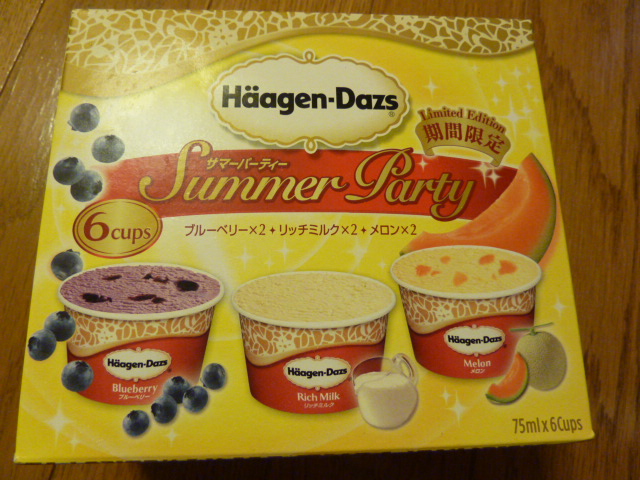 Häagen-Dazs®
Limited Edition
期間限定
サマーパーティー
Summer Party
6 CUPS
ブルーベリー×2 ✦ リッチミルク×2 ✦ メロン×2
Häagen-Dazs
Blueberry
ブルーベリー
Häagen-Dazs
Rich Milk
リッチミルク
Häagen-Dazs
Melon
メロン
75ml x 6Cups